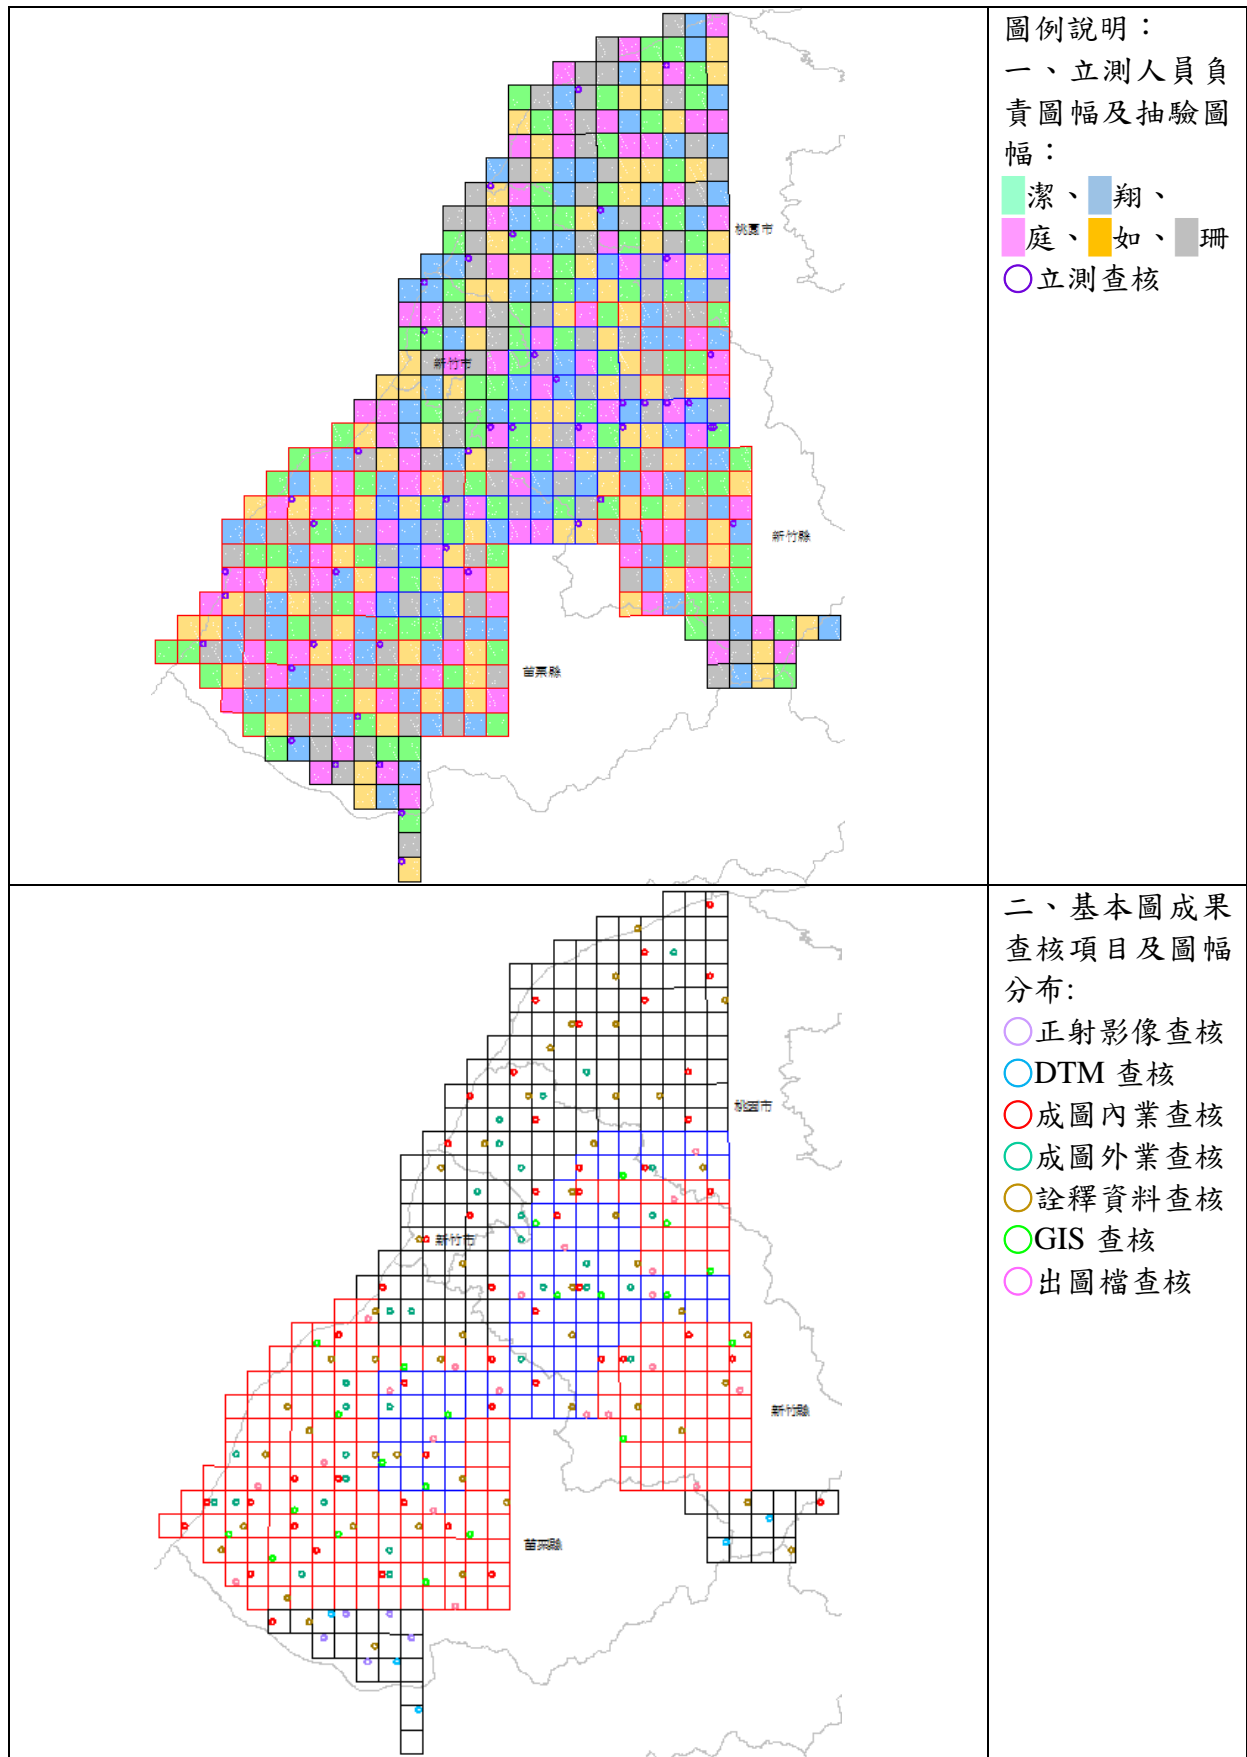 圖例說明：
一、立測人員負
責圖幅及抽驗圖
幅：
潔、翔、
庭、如、珊
立測查核
桃園市
新竹市
新竹縣
苗栗縣
二、基本圖成果
查核項目及圖幅
分布:
正射影像查核
DTM 查核
成圖內業查核
成圖外業查核
詮釋資料查核
GIS 查核
出圖檔查核
桃園市
新竹市
新竹縣
苗栗縣